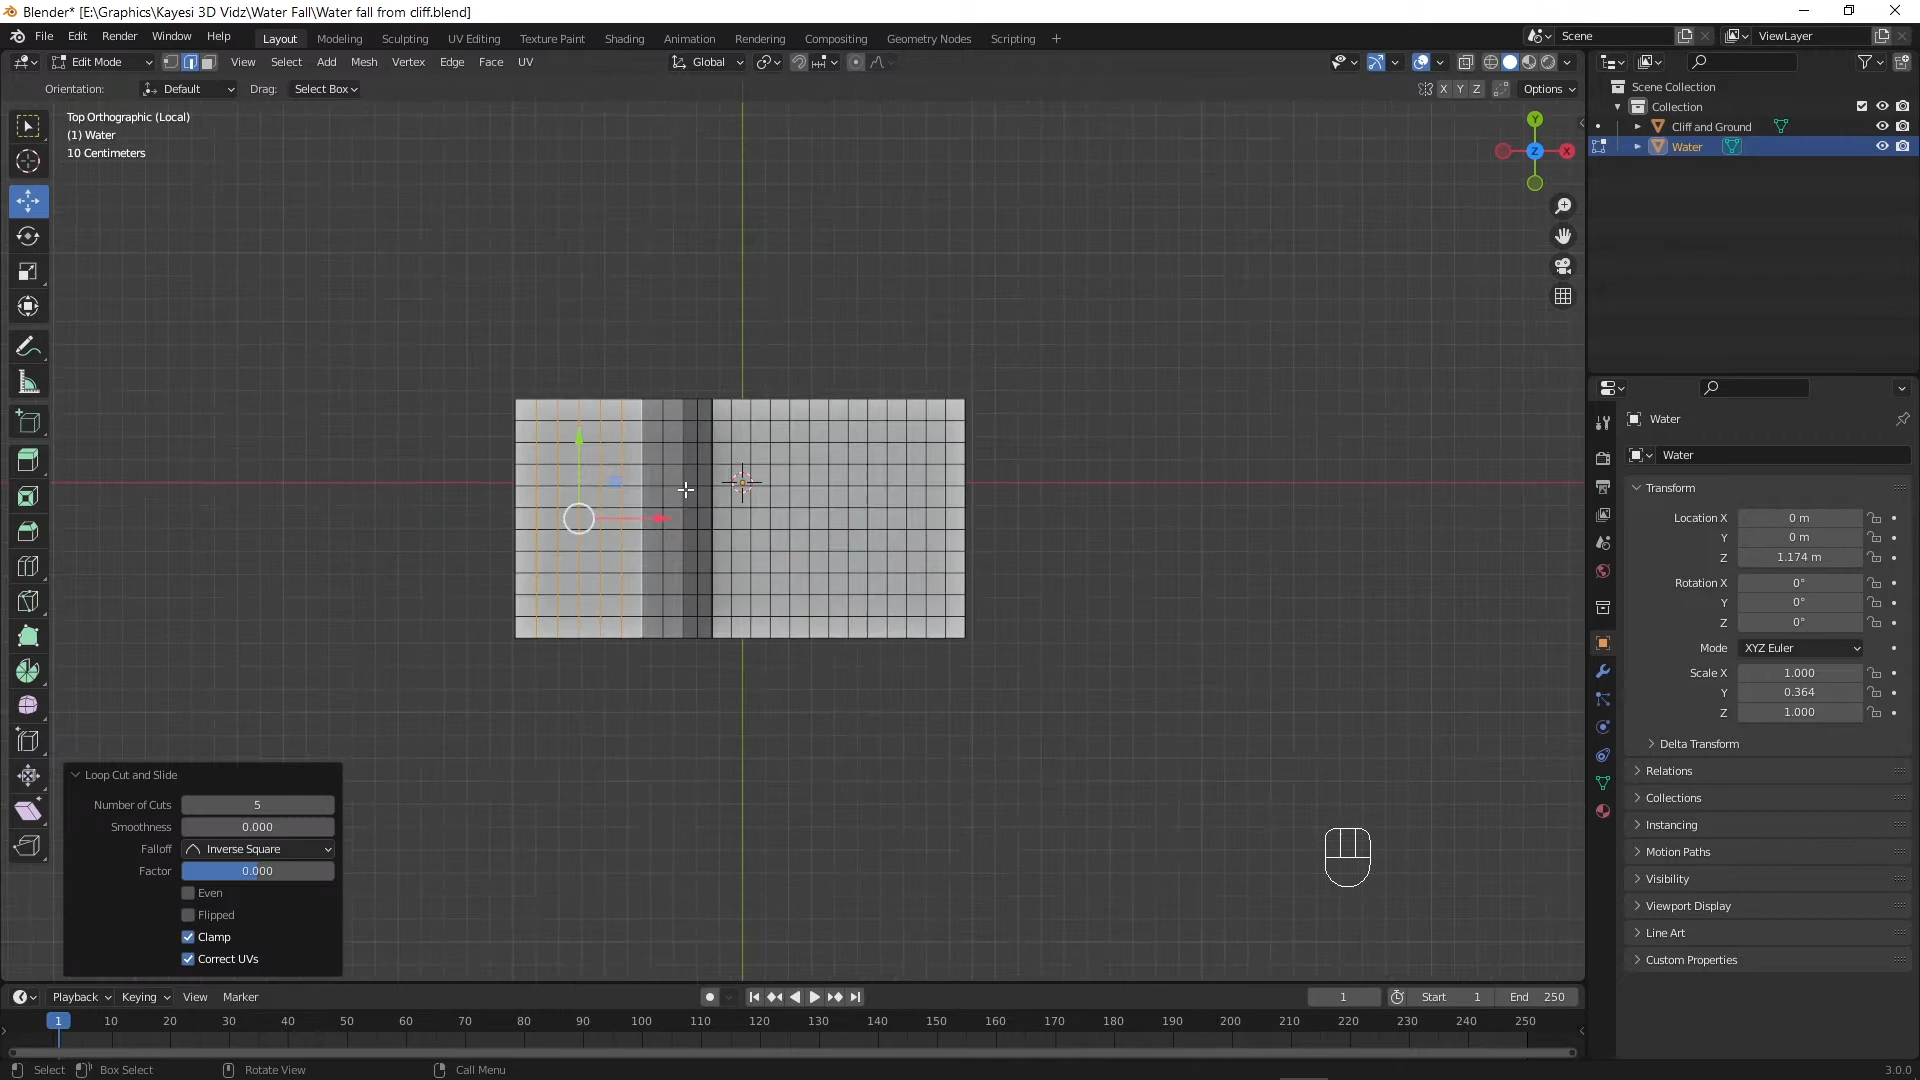 Blender* [E:\Graphics\Kayesi 3D Vidz\Water Fall\Water fall from cliff.blend]
File Edit Render Window Help
Layout Modeling Sculpting UV Editing Texture Paint Shading Animation Rendering Compositing Geometry Nodes Scripting +
Scene
ViewLayer
Edit Mode
View Select Add Mesh Vertex Edge Face UV
Global
Orientation: Default Drag: Select Box
X Y Z
Options
Top Orthographic (Local)
(1) Water
10 Centimeters
Y
Z
X
Scene Collection
Collection
Cliff and Ground
Water
Water
Water
Transform
Location X 0 m
Y 0 m
Z 1.174 m
Rotation X 0°
Y 0°
Z 0°
Mode XYZ Euler
Scale X 1.000
Y 0.364
Z 1.000
Delta Transform
Relations
Collections
Instancing
Motion Paths
Visibility
Viewport Display
Line Art
Custom Properties
Loop Cut and Slide
Number of Cuts 5
Smoothness 0.000
Falloff Inverse Square
Factor 0.000
Even
Flipped
Clamp
Correct UVs
Playback Keying View Marker
1 Start 1 End 250
1 10 20 30 40 50 60 70 80 90 100 110 120 130 140 150 160 170 180 190 200 210 220 230 240 250
Select Box Select Rotate View Call Menu
3.0.0